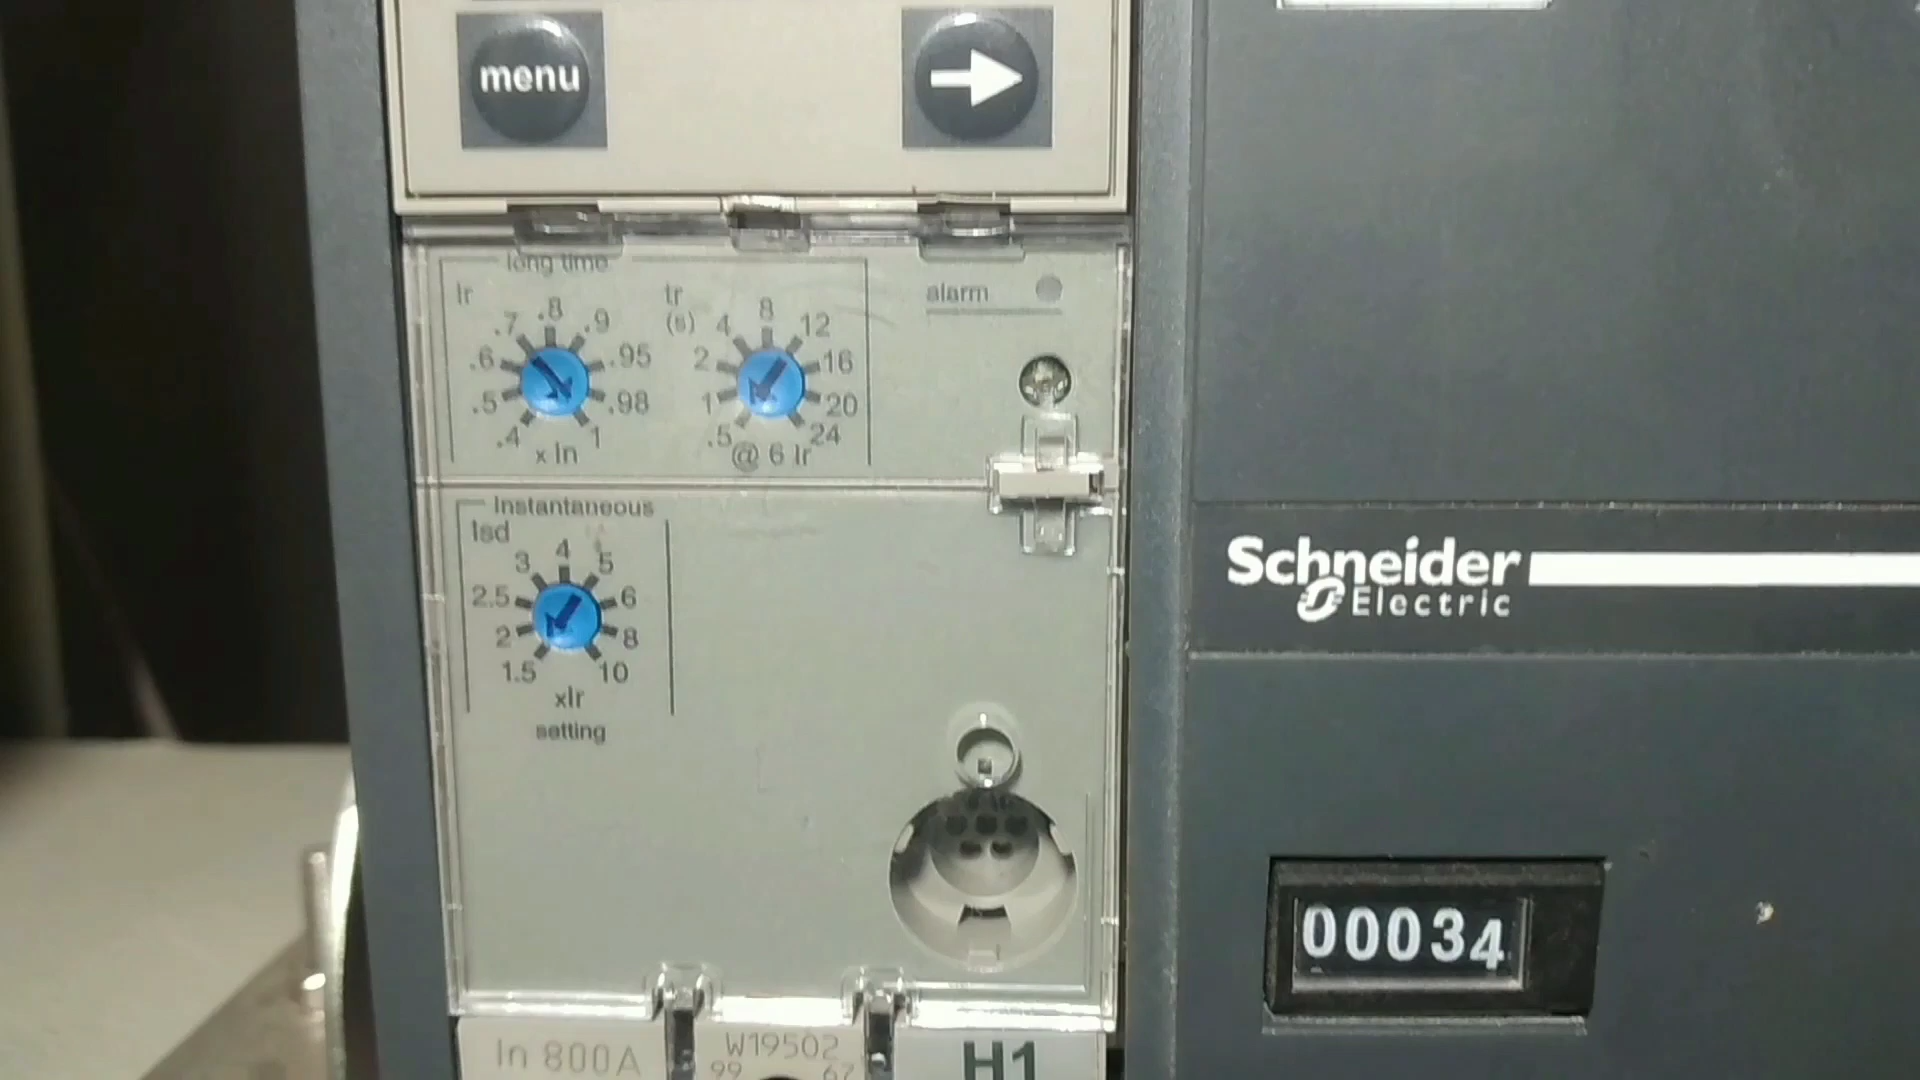 menu
long time
Ir
.4
.5
.6
.7
.8
.9
.95
.98
1
x In
tr
(s)
.5
1
2
4
8
12
16
20
24
@ 6 Ir
alarm
Instantaneous
Isd
1.5
2
2.5
3
4
5
6
8
10
xIr
setting
Schneider
Electric
00034
In 800A
W19502
99 67
H1